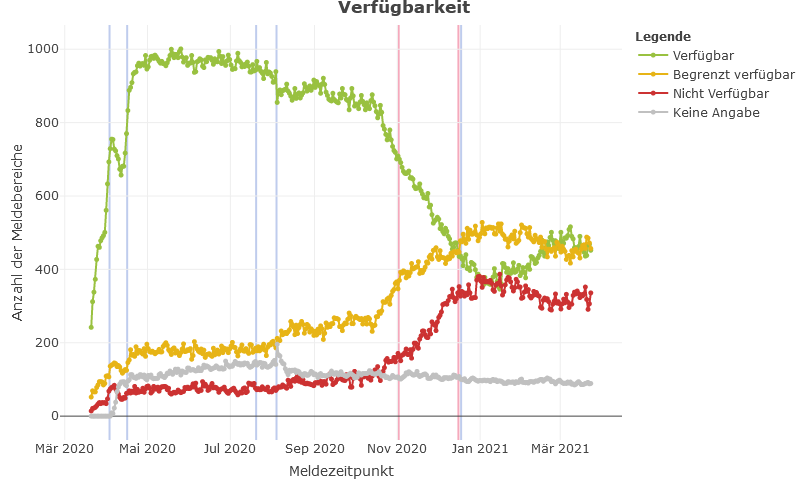 Verfügbarkeit
Legende
Verfügbar
Begrenzt verfügbar
Nicht Verfügbar
Keine Angabe
Anzahl der Meldebereiche
1000
800
600
400
200
0
Mär 2020
Mai 2020
Jul 2020
Sep 2020
Nov 2020
Jan 2021
Mär 2021
Meldezeitpunkt